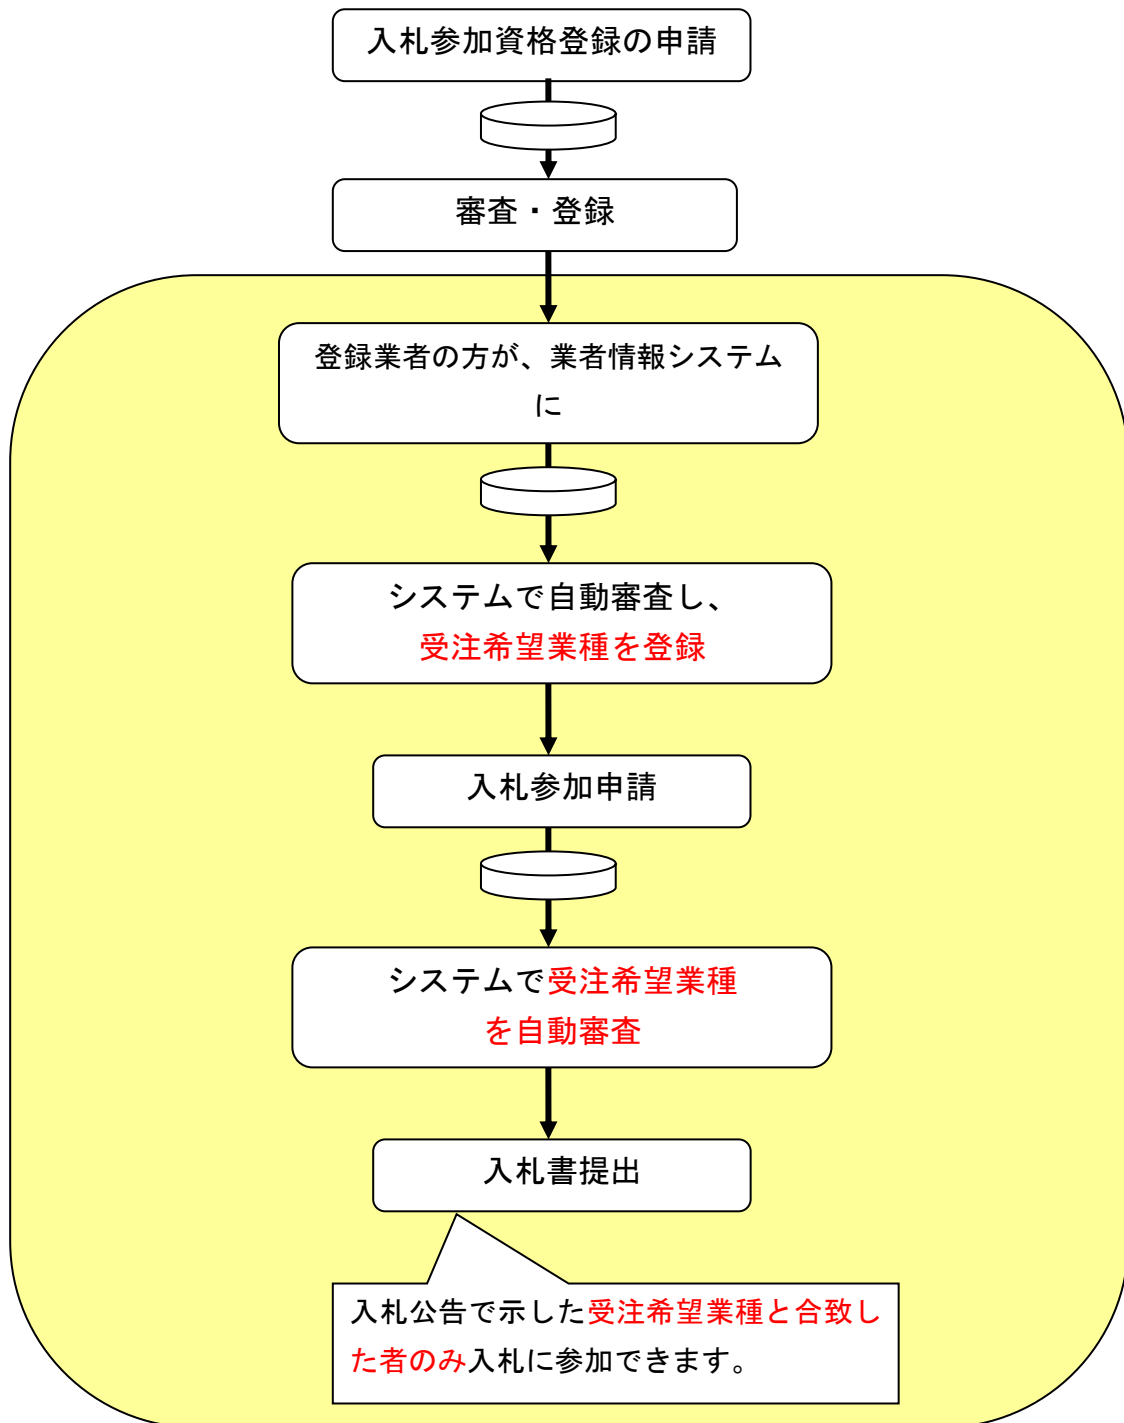 入札参加資格登録の申請
審査・登録
登録業者の方が、業者情報システム
に
システムで自動審査し、
受注希望業種を登録
入札参加申請
システムで受注希望業種
を自動審査
入札書提出
入札公告で示した受注希望業種と合致し
た者のみ入札に参加できます。